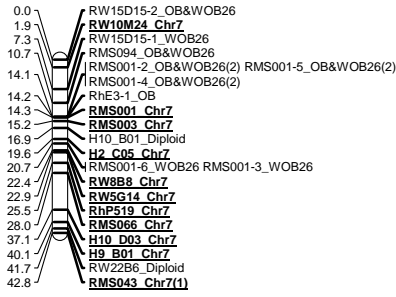 0.0 RW15D15-2_OB&WOB26
1.9 RW10M24_Chr7
7.3 RW15D15-1_WOB26
10.7 RMS094_OB&WOB26
14.1 RMS001-2_OB&WOB26(2) RMS001-5_OB&WOB26(2)
RMS001-4_OB&WOB26(2)
14.2 RhE3-1_OB
14.3 RMS001_Chr7
15.2 RMS003_Chr7
16.9 H10_B01_Diploid
19.6 H2_C05_Chr7
20.7 RMS001-6_WOB26 RMS001-3_WOB26
22.4 RW8B8_Chr7
22.9 RW5G14_Chr7
25.5 RhP519_Chr7
28.0 RMS066_Chr7
37.1 H10_D03_Chr7
40.1 H9_B01_Chr7
41.7 RW22B6_Diploid
42.8 RMS043_Chr7(1)